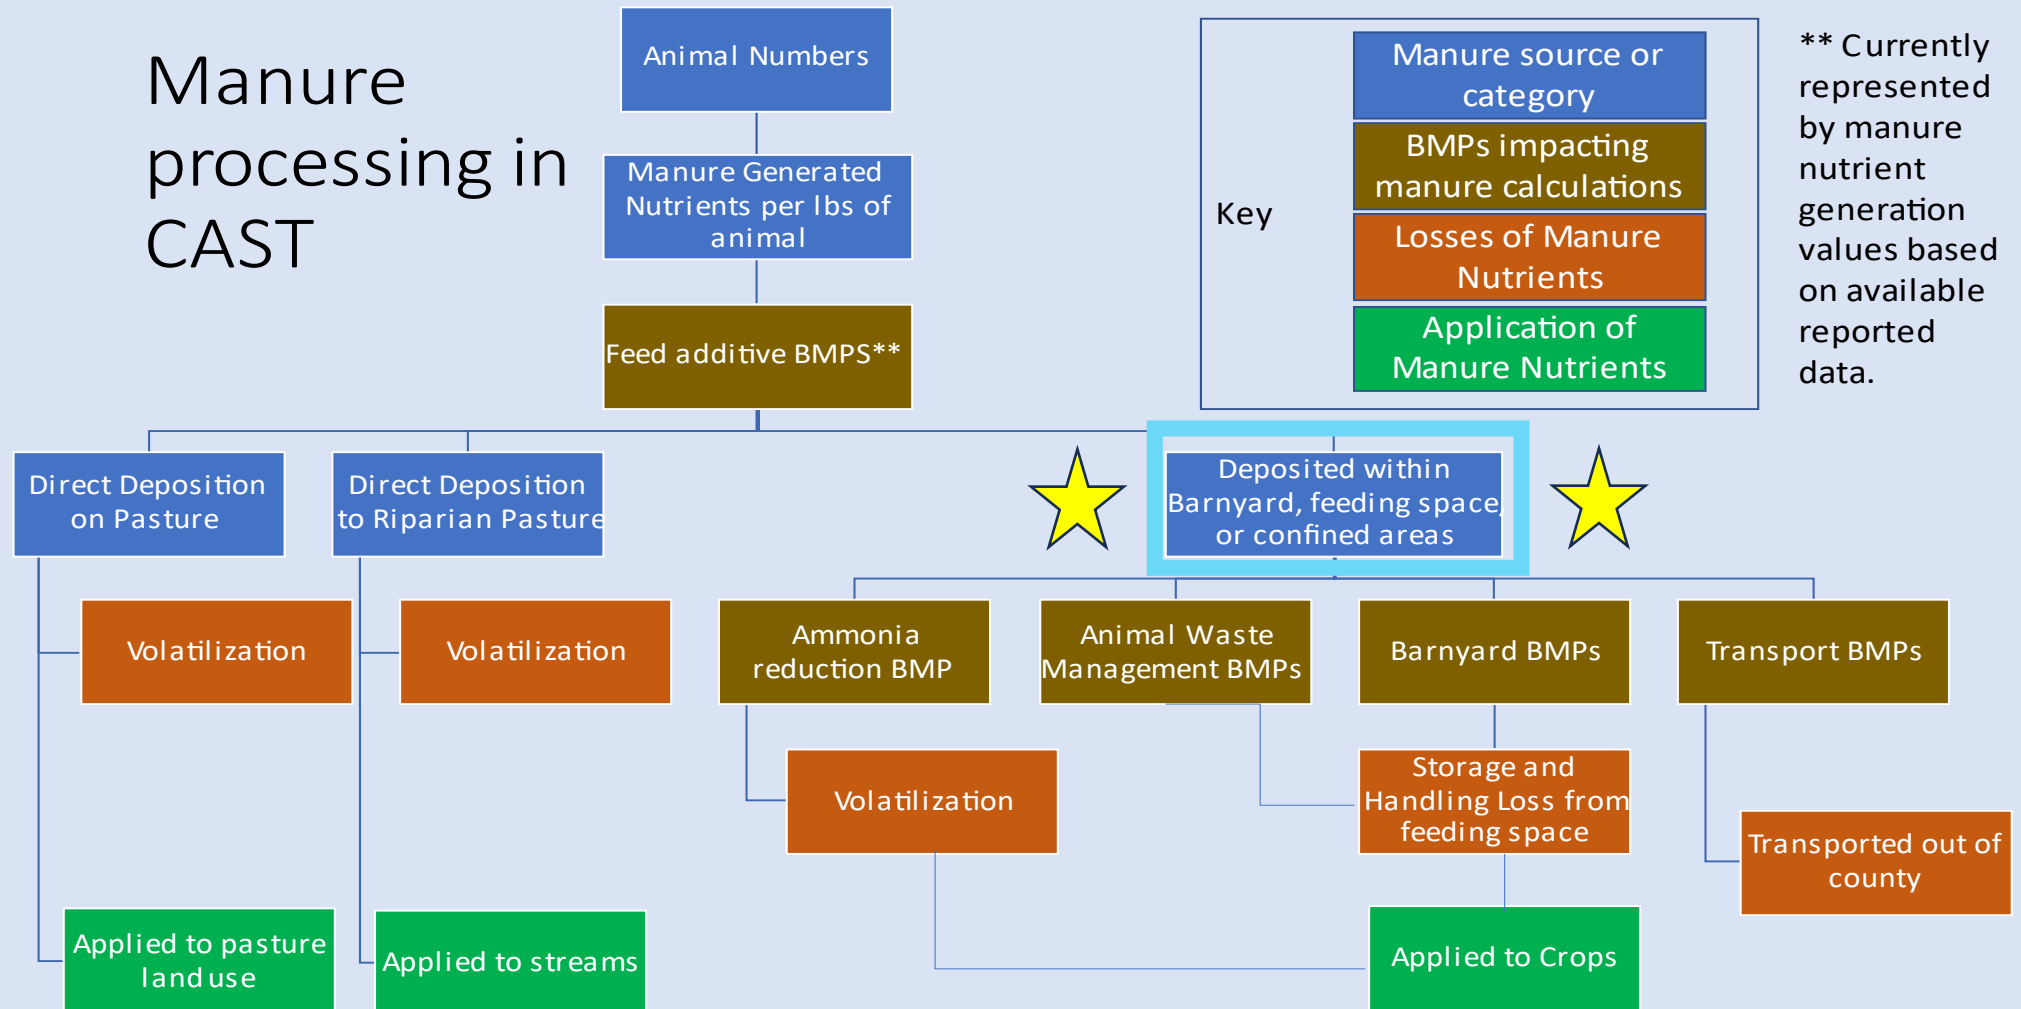 Manure
processing in
CAST
Animal Numbers
Manure Generated
Nutrients per lbs of
animal
Feed additive BMPS**
Key
Manure source or
category
BMPs impacting
manure calculations
Losses of Manure
Nutrients
Application of
Manure Nutrients
** Currently
represented
by manure
nutrient
generation
values based
on available
reported
data.
Direct Deposition
on Pasture
Direct Deposition
to Riparian Pasture
Deposited within
Barnyard, feeding space,
or confined areas
Volatilization
Volatilization
Ammonia
reduction BMP
Animal Waste
Management BMPs
Barnyard BMPs
Transport BMPs
Volatilization
Storage and
Handling Loss from
feeding space
Transported out of
county
Applied to pasture
land use
Applied to streams
Applied to Crops